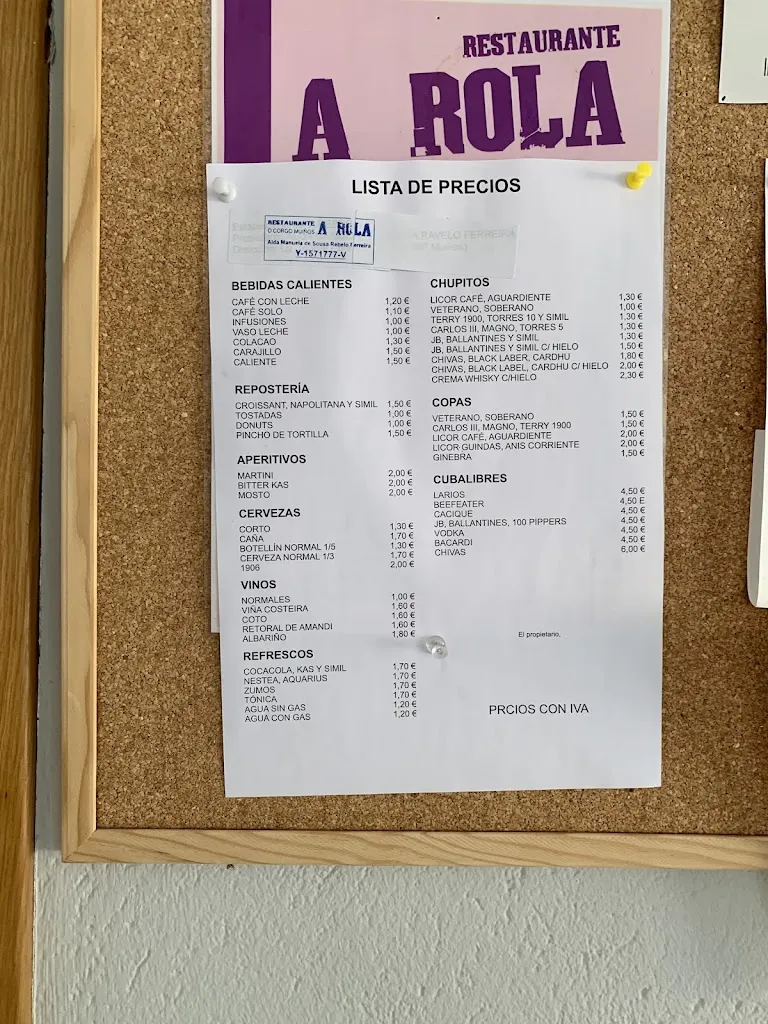 RESTAURANTE
A ROLA
LISTA DE PRECIOS
RESTAURANTE A ROLA
O CORGO MUIÑOS
Aida Manuela de Sousa Rebelo Ferreira
Y-1571777-V
RAVELO FERREIRA
BEBIDAS CALIENTES
CAFÉ CON LECHE 1,20 €
CAFÉ SOLO 1,10 €
INFUSIONES 1,00 €
VASO LECHE 1,00 €
COLACAO 1,30 €
CARAJILLO 1,50 €
CALIENTE 1,50 €
REPOSTERÍA
CROISSANT, NAPOLITANA Y SIMIL 1,50 €
TOSTADAS 1,00 €
DONUTS 1,00 €
PINCHO DE TORTILLA 1,50 €
APERITIVOS
MARTINI 2,00 €
BITTER KAS 2,00 €
MOSTO 2,00 €
CERVEZAS
CORTO 1,30 €
CAÑA 1,70 €
BOTELLÍN NORMAL 1/5 1,30 €
CERVEZA NORMAL 1/3 1,70 €
1906 2,00 €
VINOS
NORMALES 1,00 €
VIÑA COSTEIRA 1,60 €
COTO 1,60 €
RETORAL DE AMANDI 1,60 €
ALBARIÑO 1,80 €
REFRESCOS
COCACOLA, KAS Y SIMIL 1,70 €
NESTEA, AQUARIUS 1,70 €
ZUMOS 1,70 €
TÓNICA 1,70 €
AGUA SIN GAS 1,20 €
AGUA CON GAS 1,20 €
CHUPITOS
LICOR CAFÉ, AGUARDIENTE 1,30 €
VETERANO, SOBERANO 1,00 €
TERRY 1900, TORRES 10 Y SIMIL 1,30 €
CARLOS III, MAGNO, TORRES 5 1,30 €
JB, BALLANTINES Y SIMIL 1,30 €
JB, BALLANTINES Y SIMIL C/ HIELO 1,50 €
CHIVAS, BLACK LABER, CARDHU 1,80 €
CHIVAS, BLACK LABEL, CARDHU C/ HIELO 2,00 €
CREMA WHISKY C/HIELO 2,30 €
COPAS
VETERANO, SOBERANO 1,50 €
CARLOS III, MAGNO, TERRY 1900 1,50 €
LICOR CAFÉ, AGUARDIENTE 2,00 €
LICOR GUINDAS, ANIS CORRIENTE 2,00 €
GINEBRA 1,50 €
CUBALIBRES
LARIOS 4,50 €
BEEFEATER 4,50 E
CACIQUE 4,50 €
JB, BALLANTINES, 100 PIPPERS 4,50 €
VODKA 4,50 €
BACARDI 4,50 €
CHIVAS 6,00 €
El propietario,
PRCIOS CON IVA